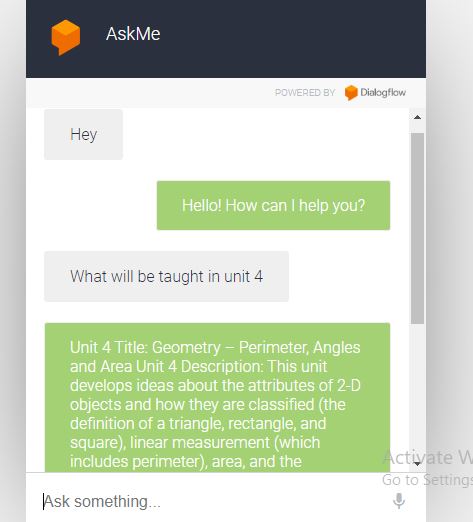 AskMe
POWERED BY Dialogflow
Hey
Hello! How can I help you?
What will be taught in unit 4
Unit 4 Title: Geometry – Perimeter, Angles
and Area Unit 4 Description: This unit
develops ideas about the attributes of 2-D
objects and how they are classified (the
definition of a triangle, rectangle, and
square), linear measurement (which
includes perimeter), area, and the
Activate W
Go to Settings
Ask something...